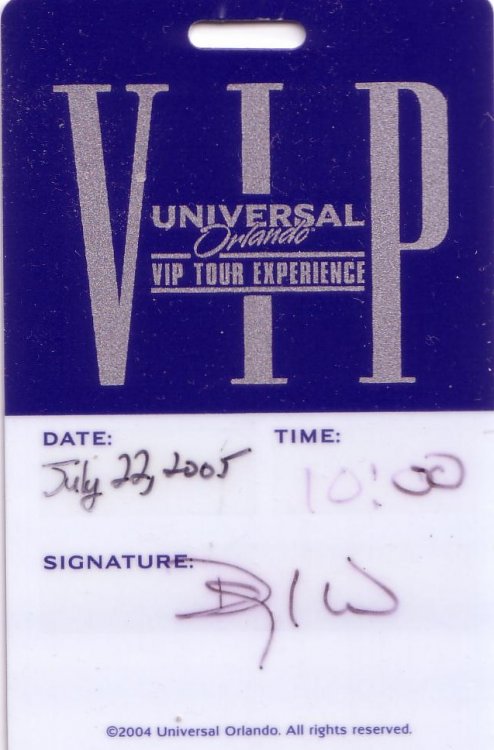 VIP
UNIVERSAL
Orlando
VIP TOUR EXPERIENCE
DATE: TIME:
July 22, 2005 10:00
SIGNATURE:
©2004 Universal Orlando. All rights reserved.